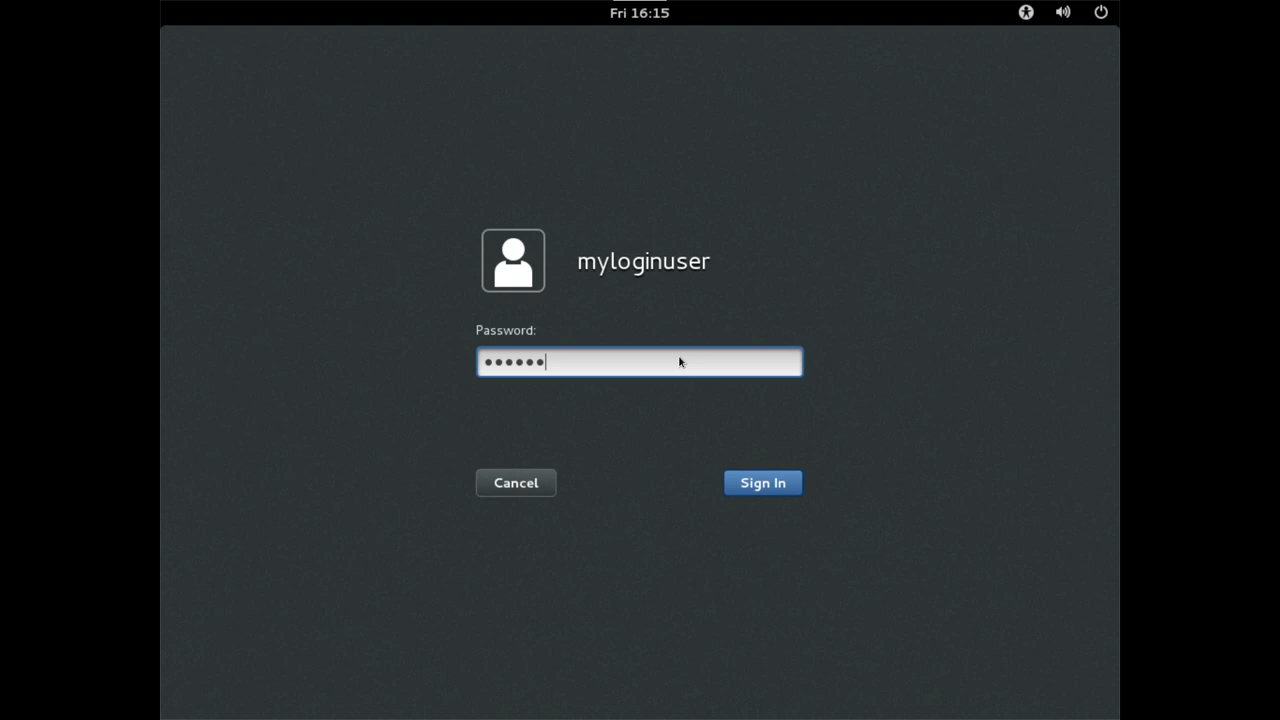 Fri 16:15
myloginuser
Password:
••••••
Cancel
Sign In